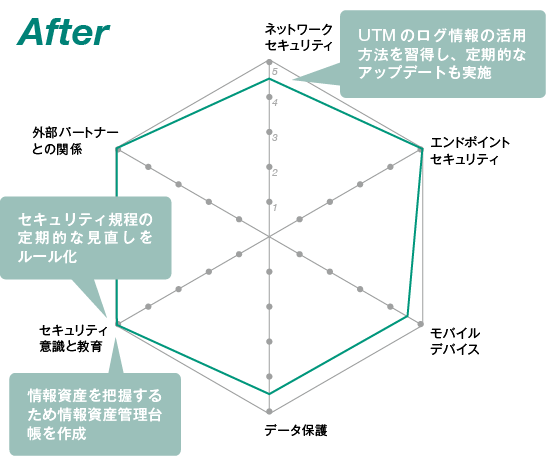 After
ネットワーク
セキュリティ
UTMのログ情報の活用
方法を習得し、定期的な
アップデートも実施
5
4
3
2
1
外部パートナー
との関係
エンドポイント
セキュリティ
セキュリティ規程の
定期的な見直しを
ルール化
セキュリティ
意識と教育
モバイル
デバイス
情報資産を把握する
ため情報資産管理台
帳を作成
データ保護